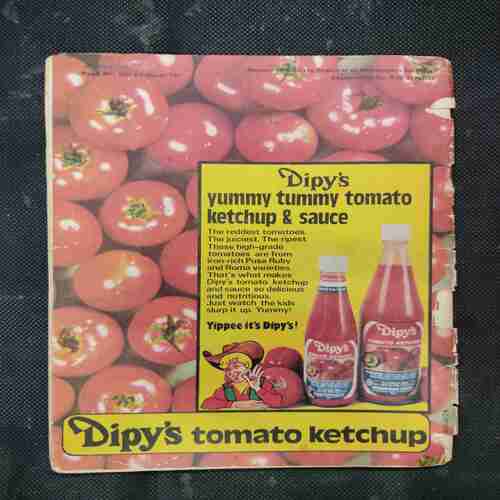 Dipy's
yummy tummy tomato
ketchup & sauce
The reddest tomatoes.
The juiciest. The ripest.
These high-grade
tomatoes are from
iron-rich Pusa Ruby
and Roma varieties.
That's what makes
Dipy's tomato ketchup
and sauce so delicious
and nutritious.
Just watch the kids
slurp it up. Yummy!
Yippee it's Dipy's!
Dipy's
Dipy's
TOMATO KETCHUP
Dipy's tomato ketchup